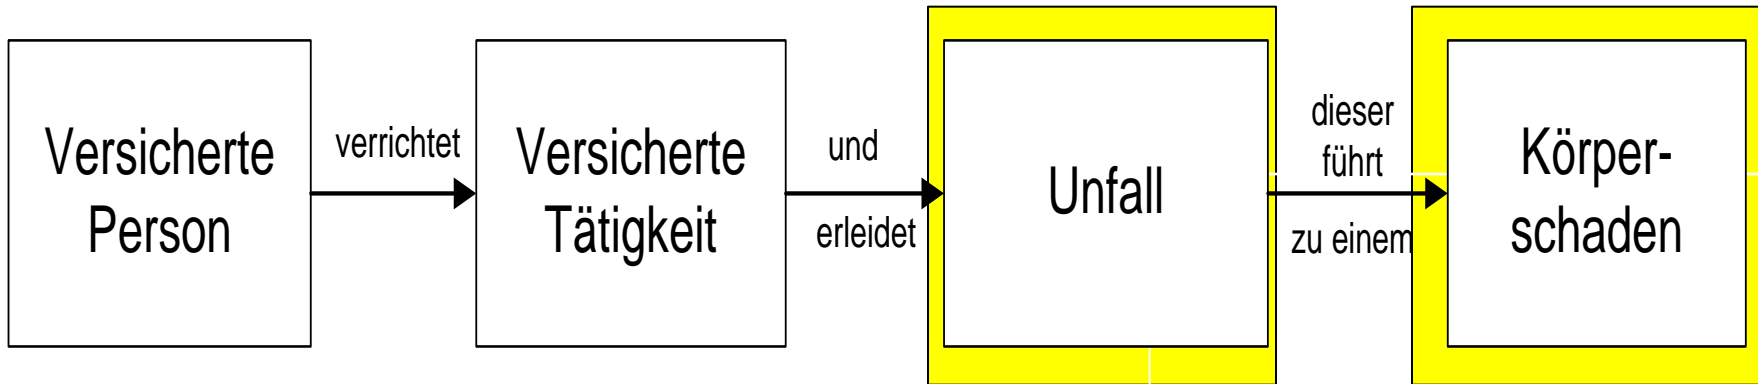 Versicherte
Person
verrichtet
Versicherte
Tätigkeit
und
erleidet
Unfall
dieser
führt
zu einem
Körper-
schaden